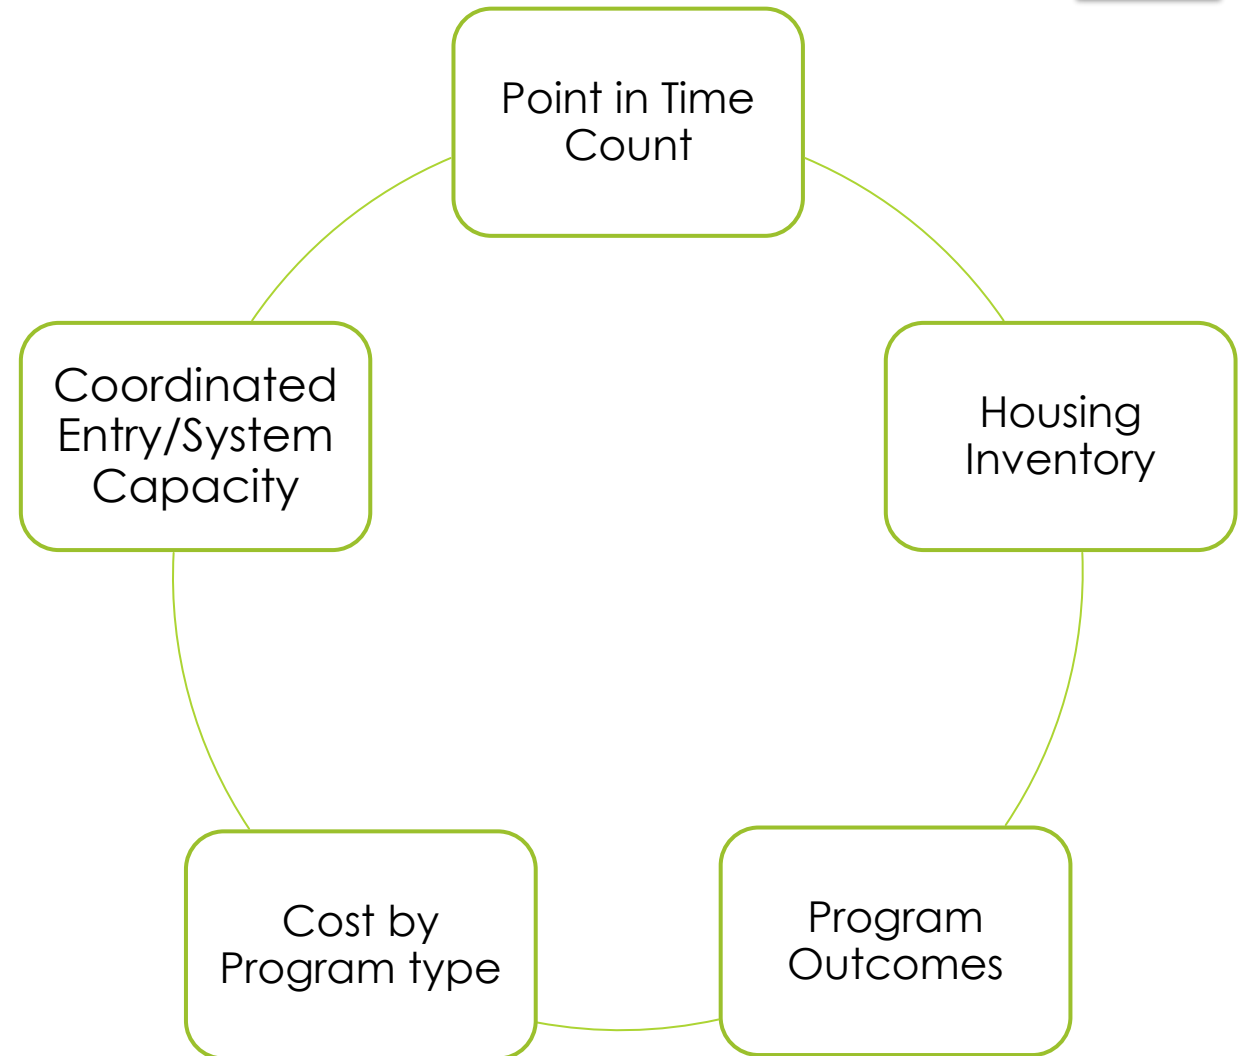 Point in Time
Count
Housing
Inventory
Program
Outcomes
Cost by
Program type
Coordinated
Entry/System
Capacity